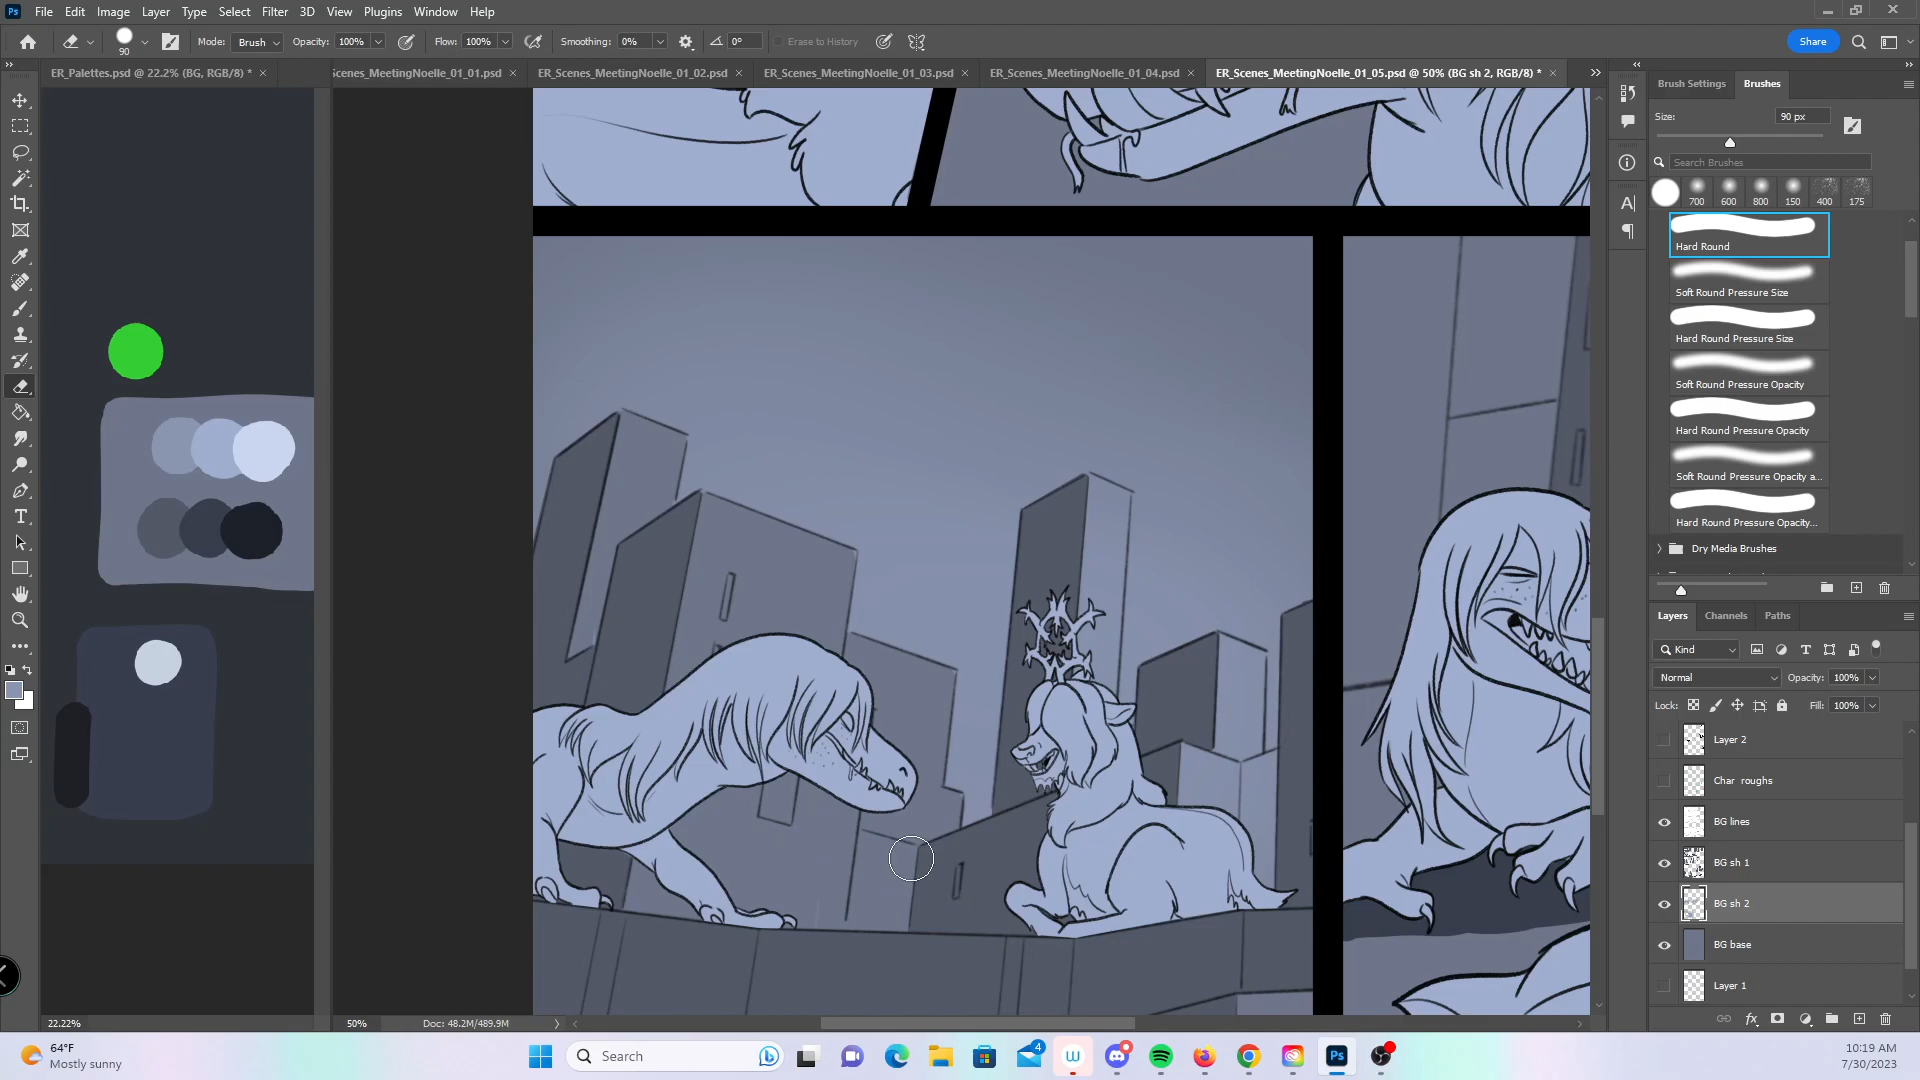 Ps File Edit Image Layer Type Select Filter 3D View Plugins Window Help
90 Mode: Brush Opacity: 100% Flow: 100% Smoothing: 0% 0° Erase to History Share
ER_Palettes.psd @ 22.2% (BG, RGB/8) * ×
Scenes_MeetingNoelle_01_01.psd ×
ER_Scenes_MeetingNoelle_01_02.psd ×
ER_Scenes_MeetingNoelle_01_03.psd ×
ER_Scenes_MeetingNoelle_01_04.psd ×
ER_Scenes_MeetingNoelle_01_05.psd @ 50% (BG sh 2, RGB/8) * ×
Brush Settings Brushes
Size: 90 px
Search Brushes
700 600 800 150 400 175
Hard Round
Soft Round Pressure Size
Hard Round Pressure Size
Soft Round Pressure Opacity
Hard Round Pressure Opacity
Soft Round Pressure Opacity a...
Hard Round Pressure Opacity...
Dry Media Brushes
Layers Channels Paths
Kind
Normal Opacity: 100%
Lock: Fill: 100%
Layer 2
Char roughs
BG lines
BG sh 1
BG sh 2
BG base
Layer 1
22.22% 50% Doc: 48.2M/489.9M
64°F
Mostly sunny
Search
4
10:19 AM
7/30/2023